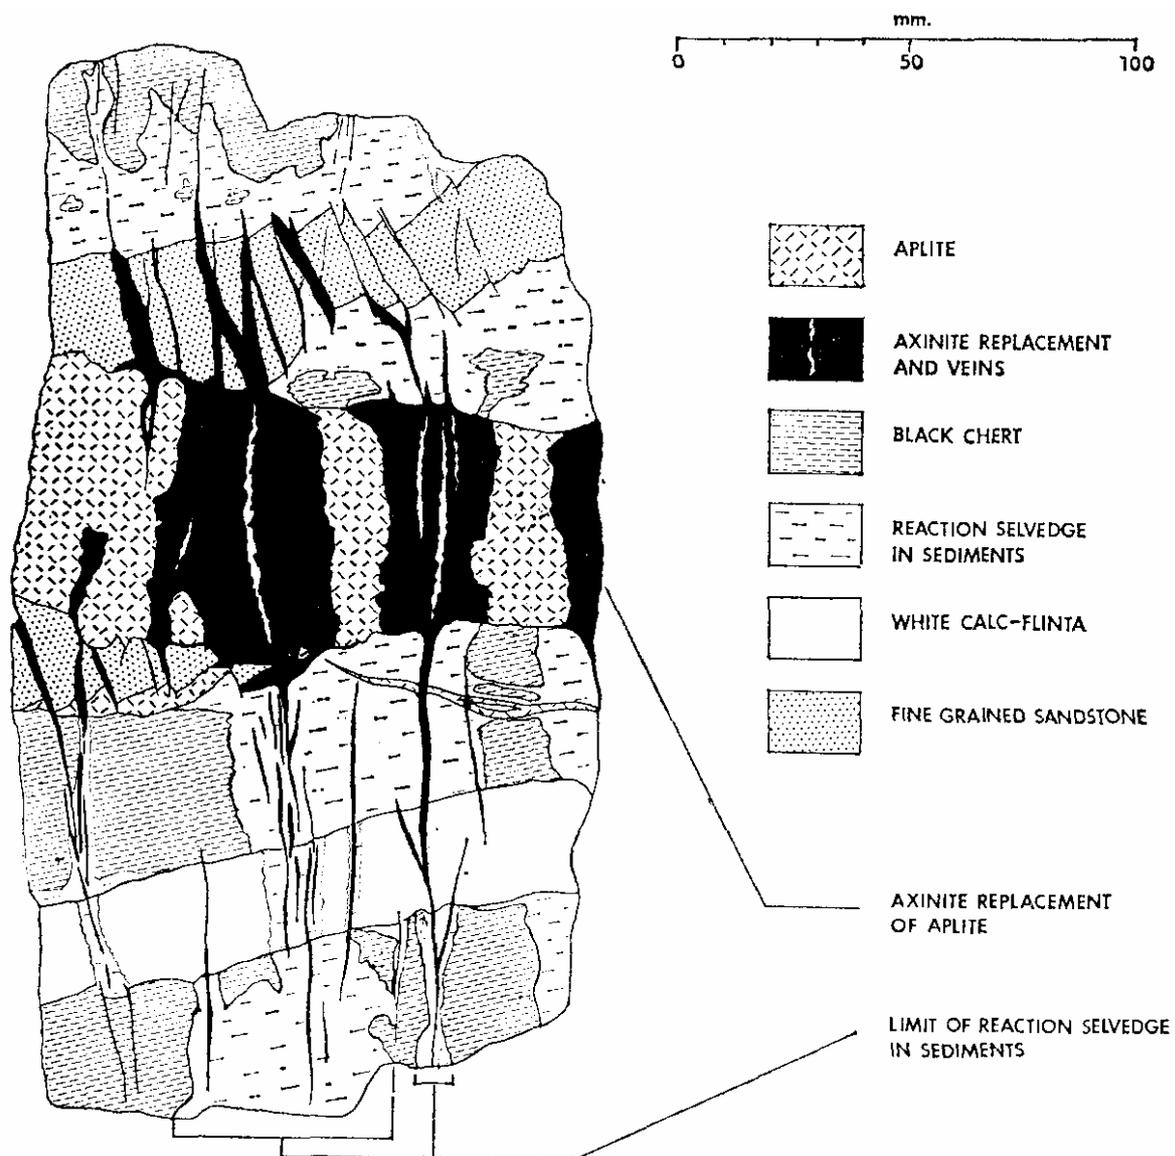 mm.
0 50 100
APLITE
AXINITE REPLACEMENT
AND VEINS
BLACK CHERT
REACTION SELVEDGE
IN SEDIMENTS
WHITE CALC-FLINTA
FINE GRAINED SANDSTONE
AXINITE REPLACEMENT
OF APLITE
LIMIT OF REACTION SELVEDGE
IN SEDIMENTS